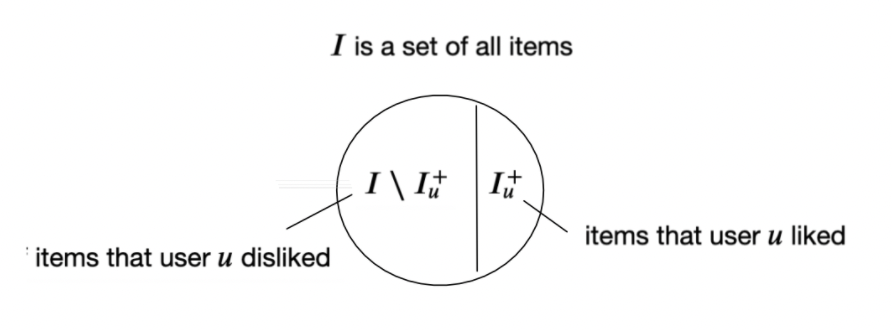 I is a set of all items
I \ I_u^+
I_u^+
items that user u disliked
items that user u liked